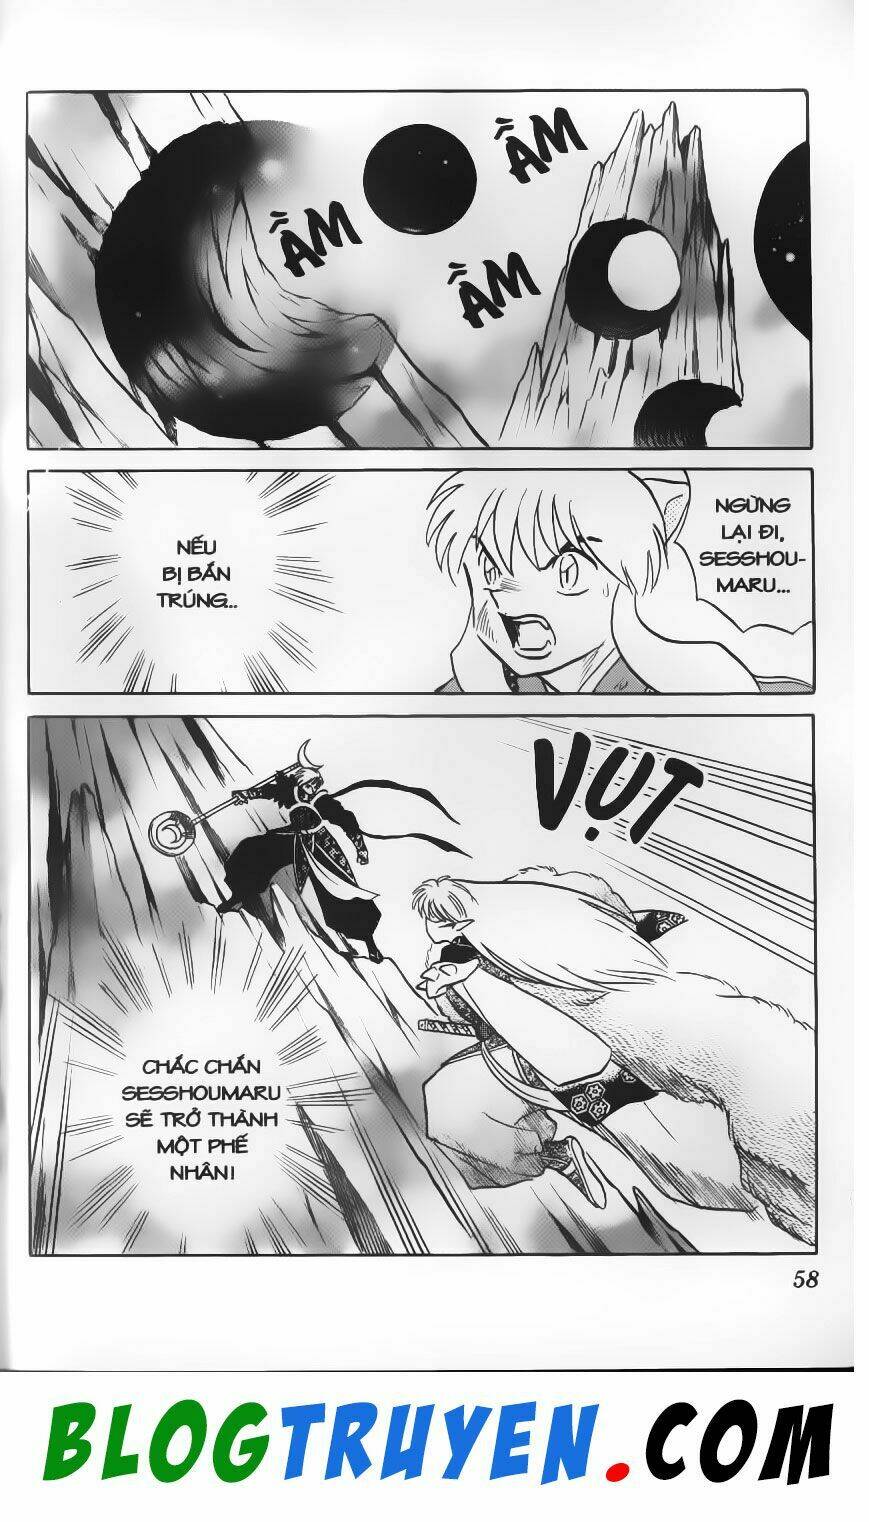 ẦM
ẦM
ẦM
NGỪNG
LẠI ĐI,
SESSHOU-
MARU...
NẾU
BỊ BẮN
TRÚNG...
VỤT
CHẮC CHẮN
SESSHOUMARU
SẼ TRỞ THÀNH
MỘT PHẾ
NHÂN!
58
BLOGTRUYEN.COM